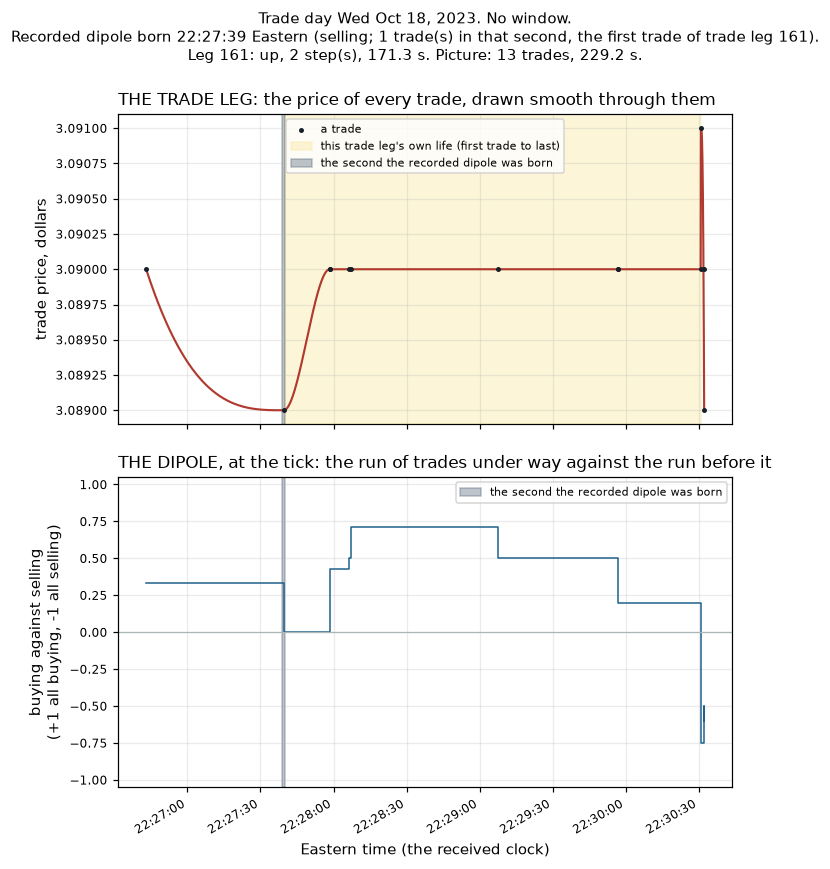 Trade day Wed Oct 18, 2023. No window.
Recorded dipole born 22:27:39 Eastern (selling; 1 trade(s) in that second, the first trade of trade leg 161).
Leg 161: up, 2 step(s), 171.3 s. Picture: 13 trades, 229.2 s.
THE TRADE LEG: the price of every trade, drawn smooth through them
a trade
this trade leg's own life (first trade to last)
the second the recorded dipole was born
trade price, dollars
3.09100
3.09075
3.09050
3.09025
3.09000
3.08975
3.08950
3.08925
3.08900
THE DIPOLE, at the tick: the run of trades under way against the run before it
the second the recorded dipole was born
buying against selling
(+1 all buying, -1 all selling)
1.00
0.75
0.50
0.25
0.00
−0.25
−0.50
−0.75
−1.00
22:27:00
22:27:30
22:28:00
22:28:30
22:29:00
22:29:30
22:30:00
22:30:30
Eastern time (the received clock)